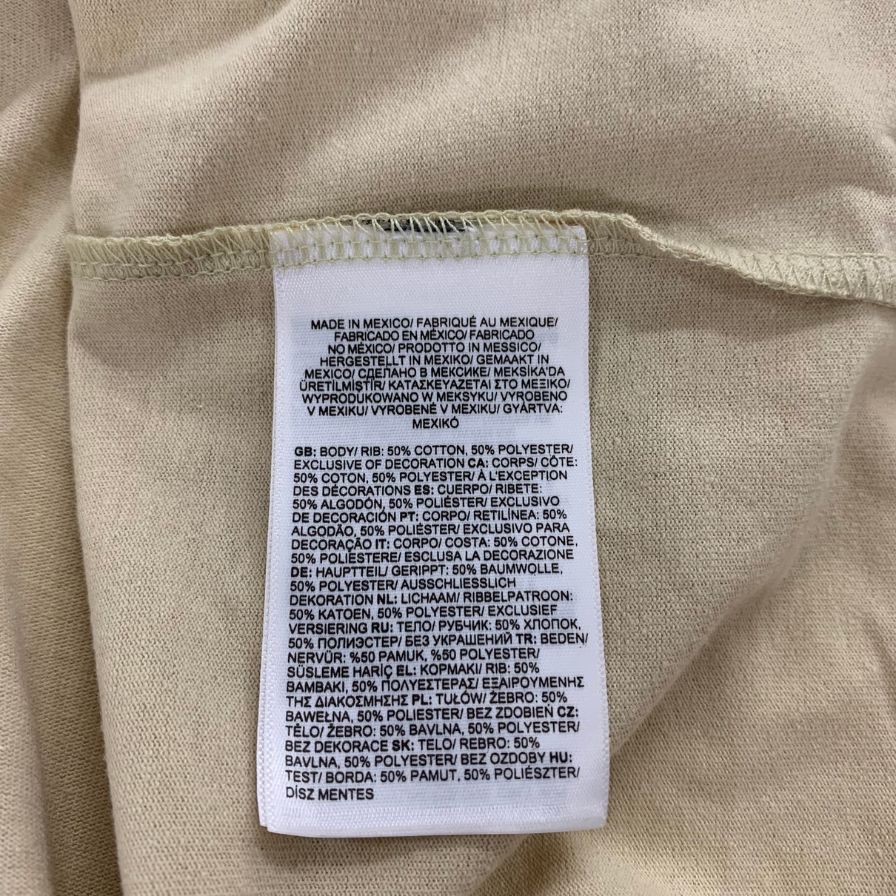 MADE IN MEXICO/ FABRIQUÉ AU MEXIQUE/
FABRICADO EN MÉXICO/ FABRICADO
NO MÉXICO/ PRODOTTO IN MESSICO/
HERGESTELLT IN MEXIKO/ GEMAAKT IN
MEXICO/ СДЕЛАНО В МЕКСИКЕ/ MEKSİKA'DA
ÜRETİLMİŞTİR/ ΚΑΤΑΣΚΕΥΑΖΕΤΑΙ ΣΤΟ ΜΕΞΙΚΟ/
WYPRODUKOWANO W MEKSYKU/ VYROBENO
V MEXIKU/ VYROBENÉ V MEXIKU/ GYÁRTVA:
MEXIKÓ
GB: BODY/ RIB: 50% COTTON, 50% POLYESTER/
EXCLUSIVE OF DECORATION CA: CORPS/ CÔTE:
50% COTON, 50% POLYESTER/ À L'EXCEPTION
DES DÉCORATIONS ES: CUERPO/ RIBETE:
50% ALGODÓN, 50% POLIÉSTER/ EXCLUSIVO
DE DECORACIÓN PT: CORPO/ RETILÍNEA: 50%
ALGODÃO, 50% POLIÉSTER/ EXCLUSIVO PARA
DECORAÇÃO IT: CORPO/ COSTA: 50% COTONE,
50% POLIESTERE/ ESCLUSA LA DECORAZIONE
DE: HAUPTTEIL/ GERIPPT: 50% BAUMWOLLE,
50% POLYESTER/ AUSSCHLIESSLICH
DEKORATION NL: LICHAAM/ RIBBELPATROON:
50% KATOEN, 50% POLYESTER/ EXCLUSIEF
VERSIERING RU: ТЕЛО/ РУБЧИК: 50% ХЛОПОК,
50% ПОЛИЭСТЕР/ БЕЗ УКРАШЕНИЙ TR: BEDEN/
NERVÜR: %50 PAMUK, %50 POLYESTER/
SÜSLEME HARİÇ EL: ΚΟΡΜΑΚΙ/ RIB: 50%
ΒΑΜΒΑΚΙ, 50% ΠΟΛΥΕΣΤΕΡΑΣ/ ΕΞΑΙΡΟΥΜΕΝΗΣ
ΤΗΣ ΔΙΑΚΟΣΜΗΣΗΣ PL: TUŁÓW/ ŻEBRO: 50%
BAWEŁNA, 50% POLIESTER/ BEZ ZDOBIEŃ CZ:
TĚLO/ ŽEBRO: 50% BAVLNA, 50% POLYESTER/
BEZ DEKORACE SK: TELO/ REBRO: 50%
BAVLNA, 50% POLYESTER/ BEZ OZDOBY HU:
TEST/ BORDA: 50% PAMUT, 50% POLIÉSZTER/
DÍSZ MENTES